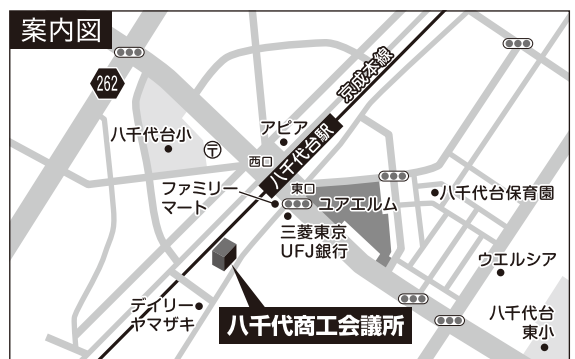 案内図
262
京成本線
八千代台小
〒
アピア
西口
八千代台駅
東口
ファミリー
マート
ユアエルム
八千代台保育園
三菱東京
UFJ銀行
ウエルシア
デイリー
ヤマザキ
八千代商工会議所
八千代台
東小